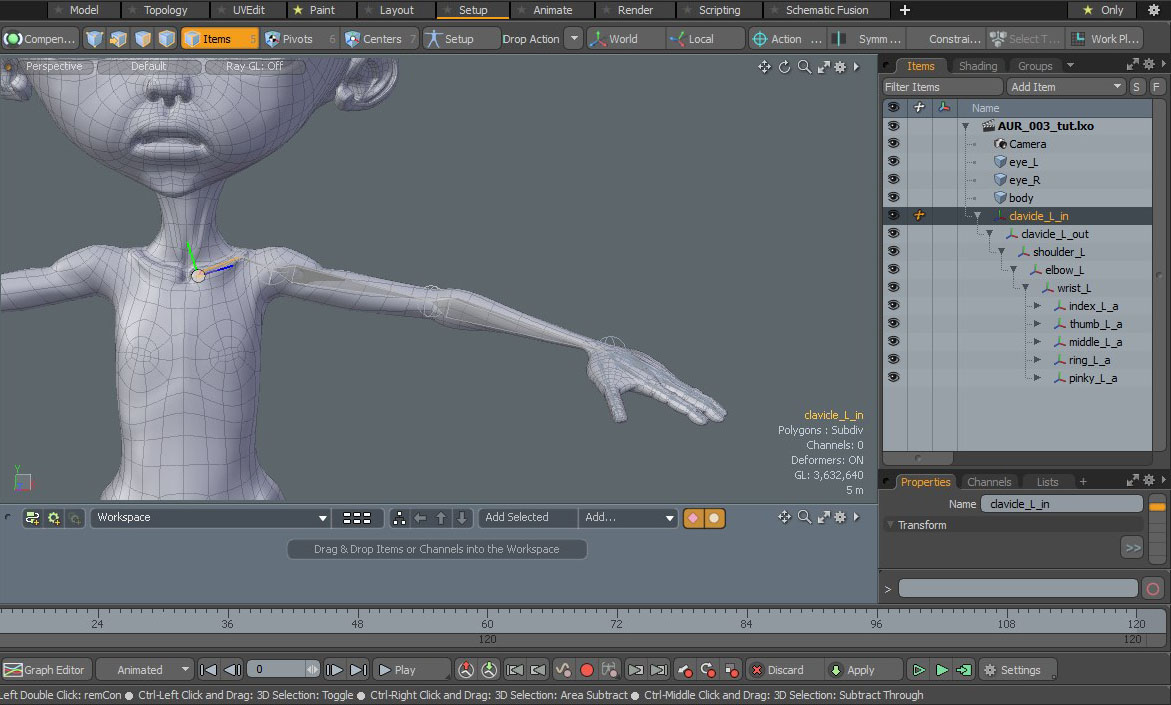 Model Topology UVEdit Paint Layout Setup Animate Render Scripting Schematic Fusion + Only
Compen... Items 5 Pivots 6 Centers 7 Setup Drop Action World Local Action ... Symm ... Constrai... Select T... Work Pl...
Perspective Default Ray GL: Off
Items Shading Groups
Filter Items Add Item S F
Name
AUR_003_tut.lxo
Camera
eye_L
eye_R
body
clavicle_L_in
clavicle_L_out
shoulder_L
elbow_L
wrist_L
index_L_a
thumb_L_a
middle_L_a
ring_L_a
pinky_L_a
clavicle_L_in
Polygons : Subdiv
Channels: 0
Deformers: ON
GL: 3,632,640
5 m
Y
Properties Channels Lists +
Name clavicle_L_in
Transform
>>
>
Workspace Add Selected Add...
Drag & Drop Items or Channels into the Workspace
24 36 48 60 72 84 96 108 120
120 120
Graph Editor Animated 0 Play Discard Apply Settings
Left Double Click: remCon ● Ctrl-Left Click and Drag: 3D Selection: Toggle ● Ctrl-Right Click and Drag: 3D Selection: Area Subtract ● Ctrl-Middle Click and Drag: 3D Selection: Subtract Through